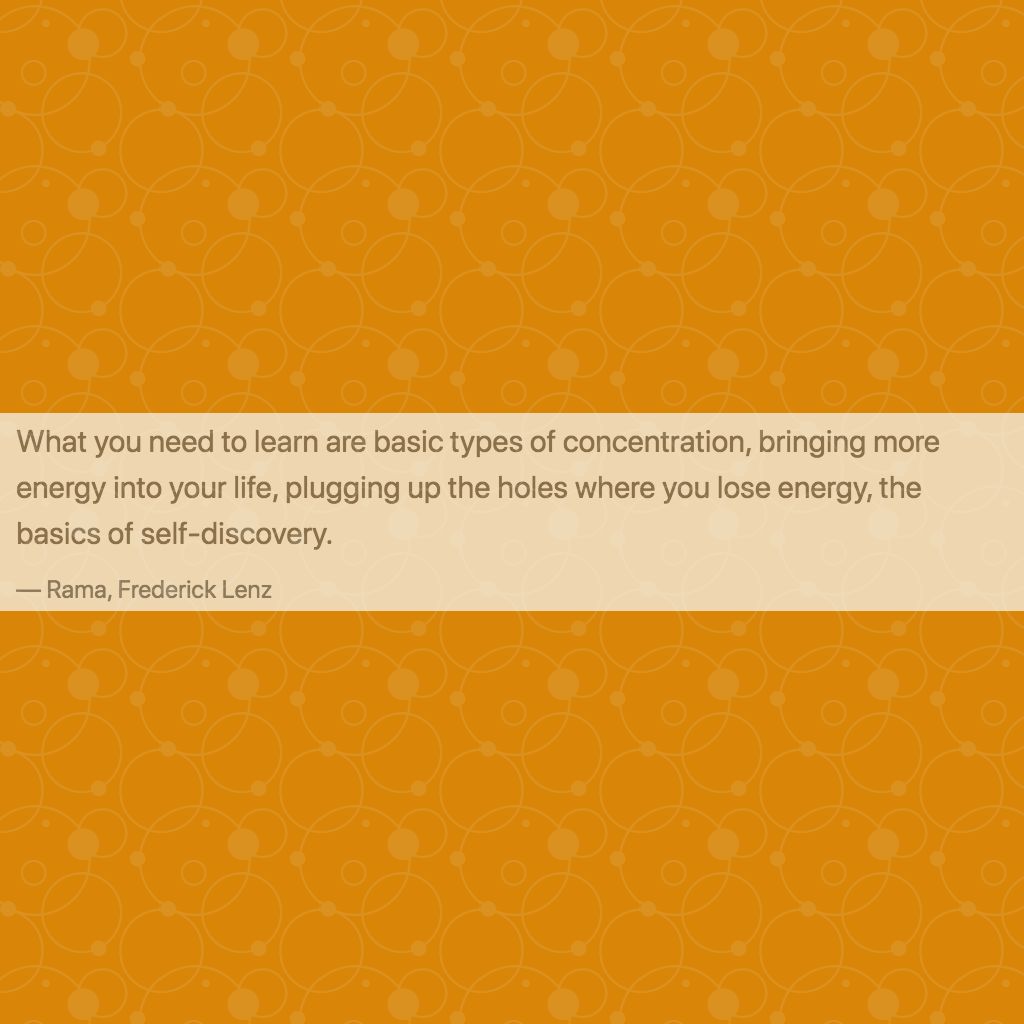 What you need to learn are basic types of concentration, bringing more
energy into your life, plugging up the holes where you lose energy, the
basics of self-discovery.
— Rama, Frederick Lenz